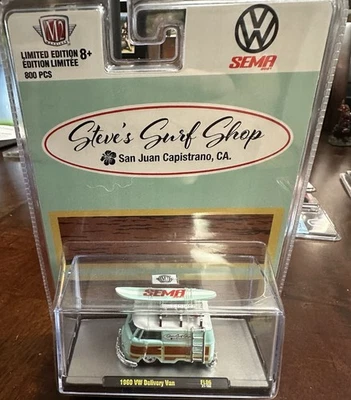 M2
LIMITED EDITION 8+
EDITION LIMITÉE
800 PCS
SEMA
Steve's Surf Shop
San Juan Capistrano, CA.
SEMA
1960 VW Delivery Van